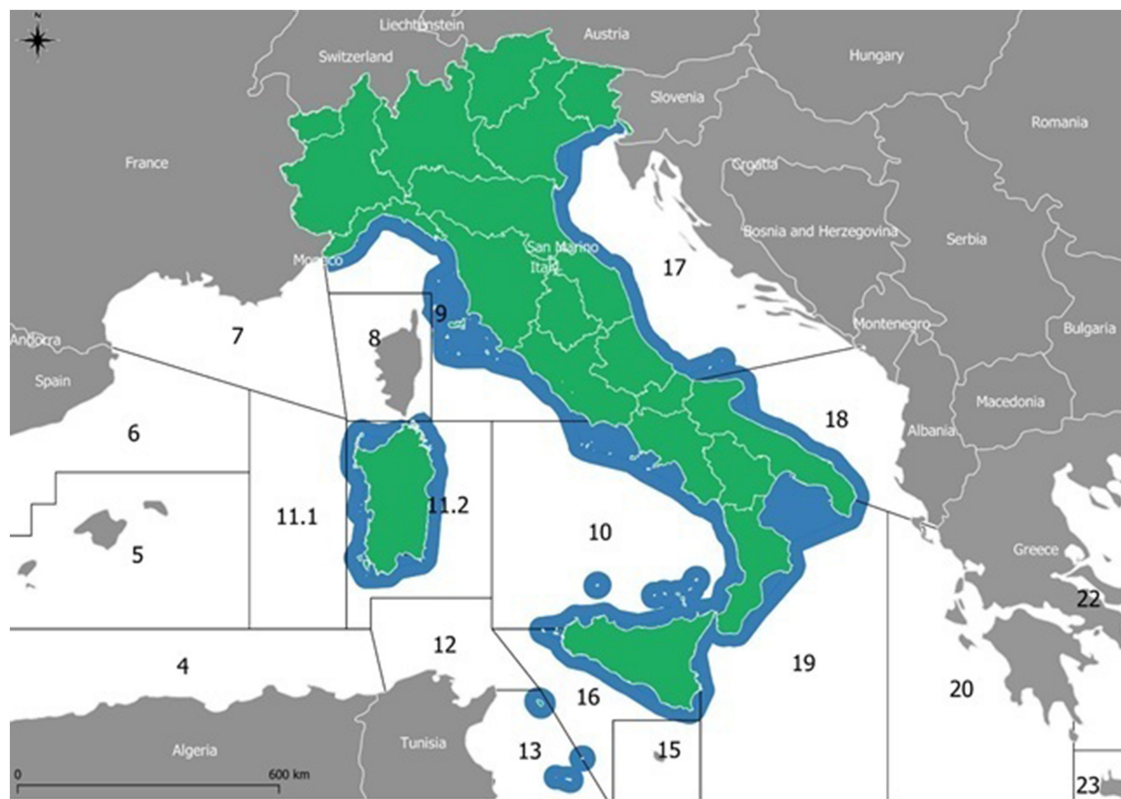 N
Liechtenstein
Austria
Switzerland
Hungary
Slovenia
Romania
France
Croatia
Bosnia and Herzegovina
Serbia
San Marino
Monaco
Italy
17
9
7
8
Montenegro
Bulgaria
Andorra
Spain
Macedonia
18
Albania
6
11.1
11.2
10
5
Greece
22
12
4
19
16
20
Algeria
Tunisia
13
15
0
600 km
23